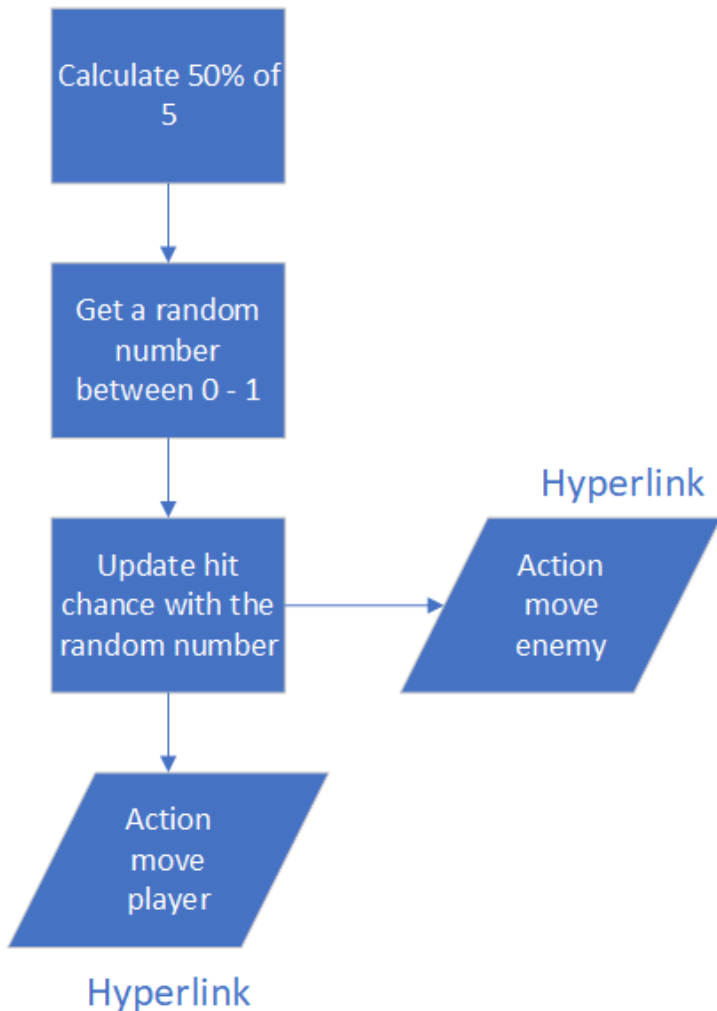 Calculate 50% of
5
Get a random
number
between 0 - 1
Hyperlink
Update hit
chance with the
random number
Action
move
enemy
Action
move
player
Hyperlink